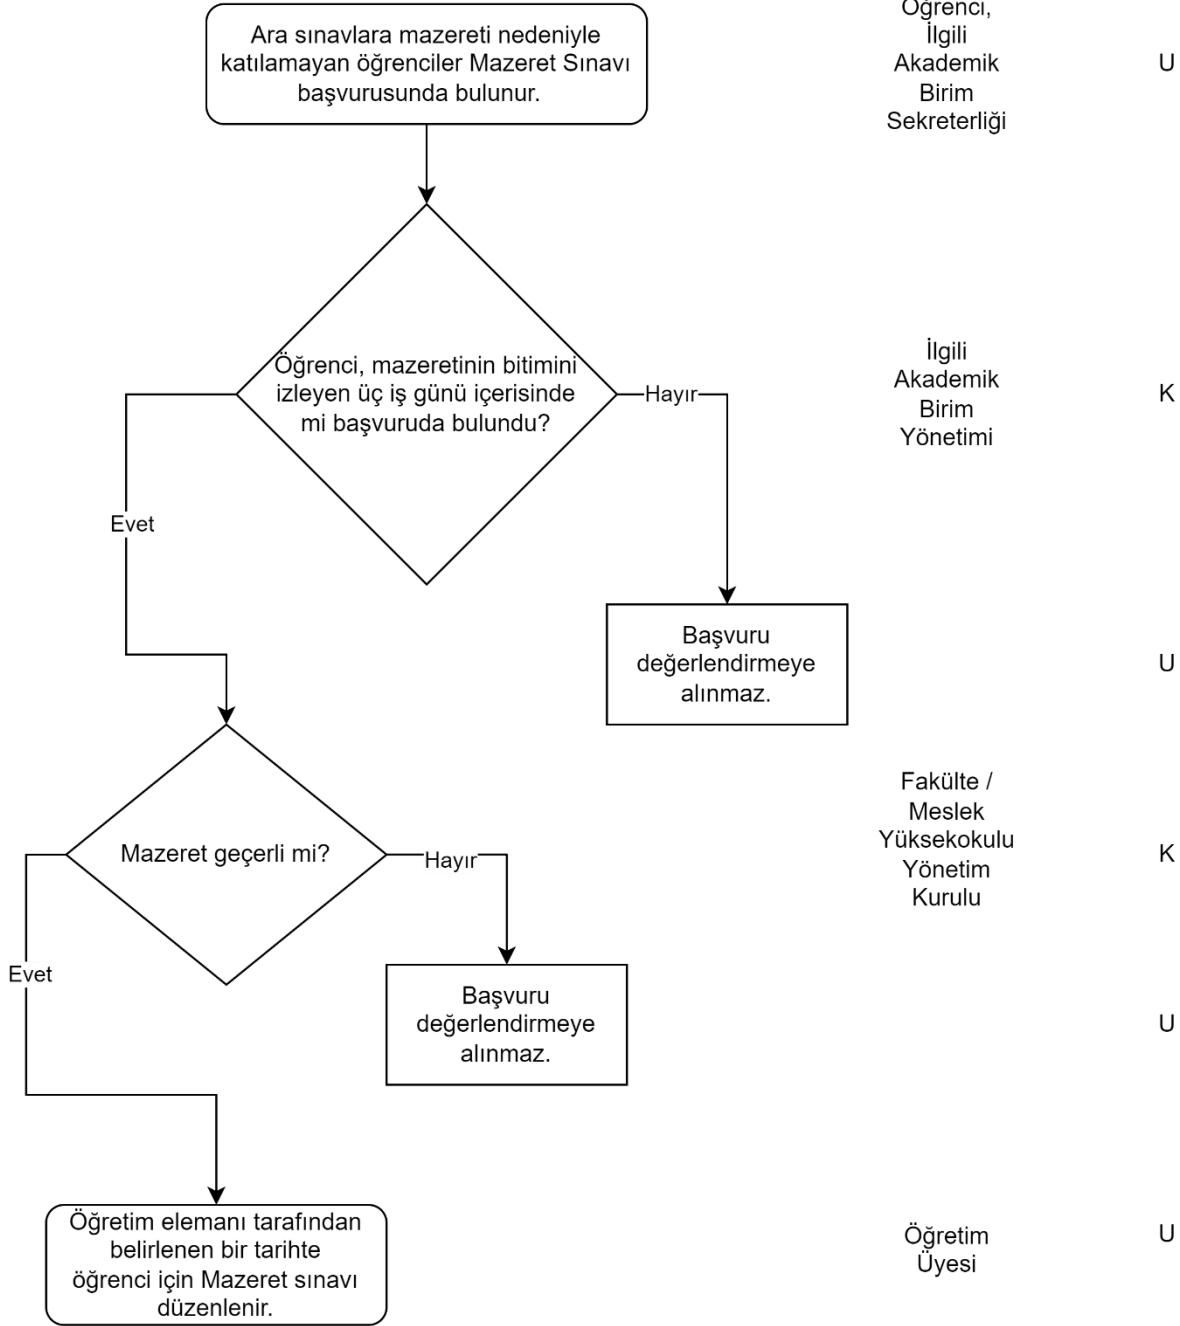 Ara sınavlara mazereti nedeniyle
katılamayan öğrenciler Mazeret Sınavı
başvurusunda bulunur.
Öğrenci,
İlgili
Akademik
Birim
Sekreterliği
U
Öğrenci, mazeretinin bitimini
izleyen üç iş günü içerisinde
mi başvuruda bulundu?
Hayır
İlgili
Akademik
Birim
Yönetimi
K
Evet
Başvuru
değerlendirmeye
alınmaz.
U
Mazeret geçerli mi?
Hayır
Fakülte /
Meslek
Yüksekokulu
Yönetim
Kurulu
K
Evet
Başvuru
değerlendirmeye
alınmaz.
U
Öğretim elemanı tarafından
belirlenen bir tarihte
öğrenci için Mazeret sınavı
düzenlenir.
Öğretim
Üyesi
U